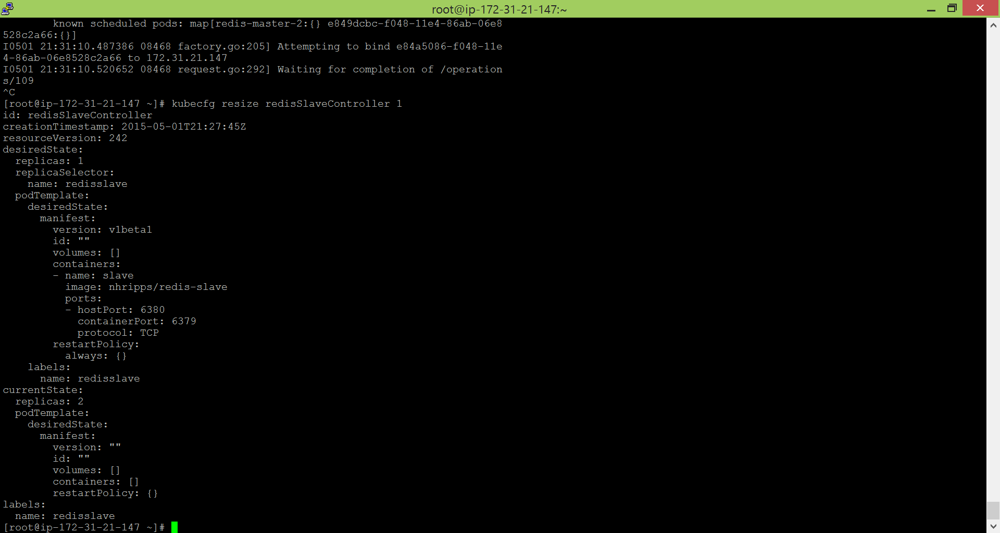 root@ip-172-31-21-147:~
        known scheduled pods: map[redis-master-2:{} e849dcbc-f048-11e4-86ab-06e8
528c2a66:{}]
I0501 21:31:10.487386 08468 factory.go:205] Attempting to bind e84a5086-f048-11e
4-86ab-06e8528c2a66 to 172.31.21.147
I0501 21:31:10.520652 08468 request.go:292] Waiting for completion of /operation
s/109
^C
[root@ip-172-31-21-147 ~]# kubecfg resize redisSlaveController 1
id: redisSlaveController
creationTimestamp: 2015-05-01T21:27:45Z
resourceVersion: 242
desiredState:
  replicas: 1
  replicaSelector:
    name: redisslave
  podTemplate:
    desiredState:
      manifest:
        version: v1beta1
        id: ""
        volumes: []
        containers:
        - name: slave
          image: nhripps/redis-slave
          ports:
          - hostPort: 6380
            containerPort: 6379
            protocol: TCP
        restartPolicy:
          always: {}
    labels:
      name: redisslave
currentState:
  replicas: 2
  podTemplate:
    desiredState:
      manifest:
        version: ""
        id: ""
        volumes: []
        containers: []
        restartPolicy: {}
labels:
  name: redisslave
[root@ip-172-31-21-147 ~]#